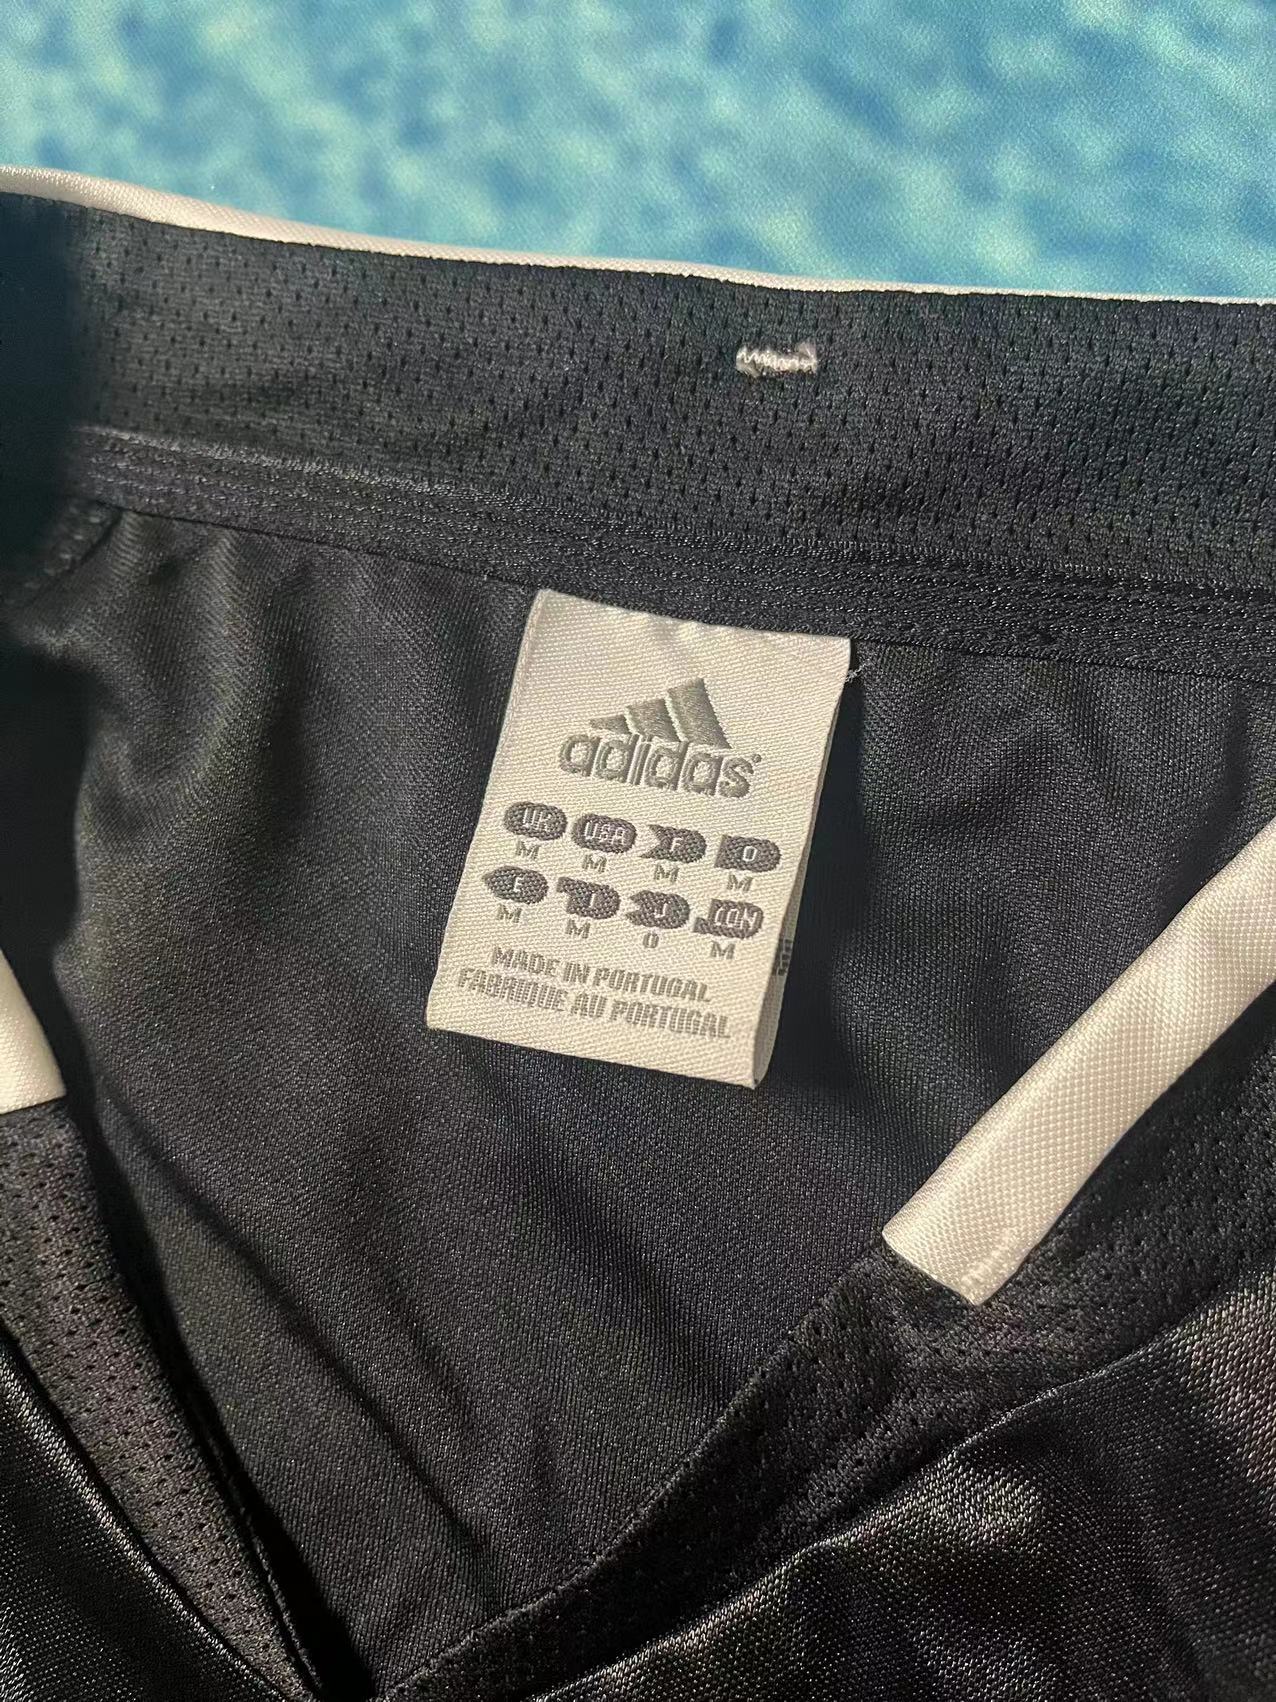 adidas
UK USA F D
M M M M
E I J CDN
M M O M
MADE IN PORTUGAL
FABRIQUE AU PORTUGAL